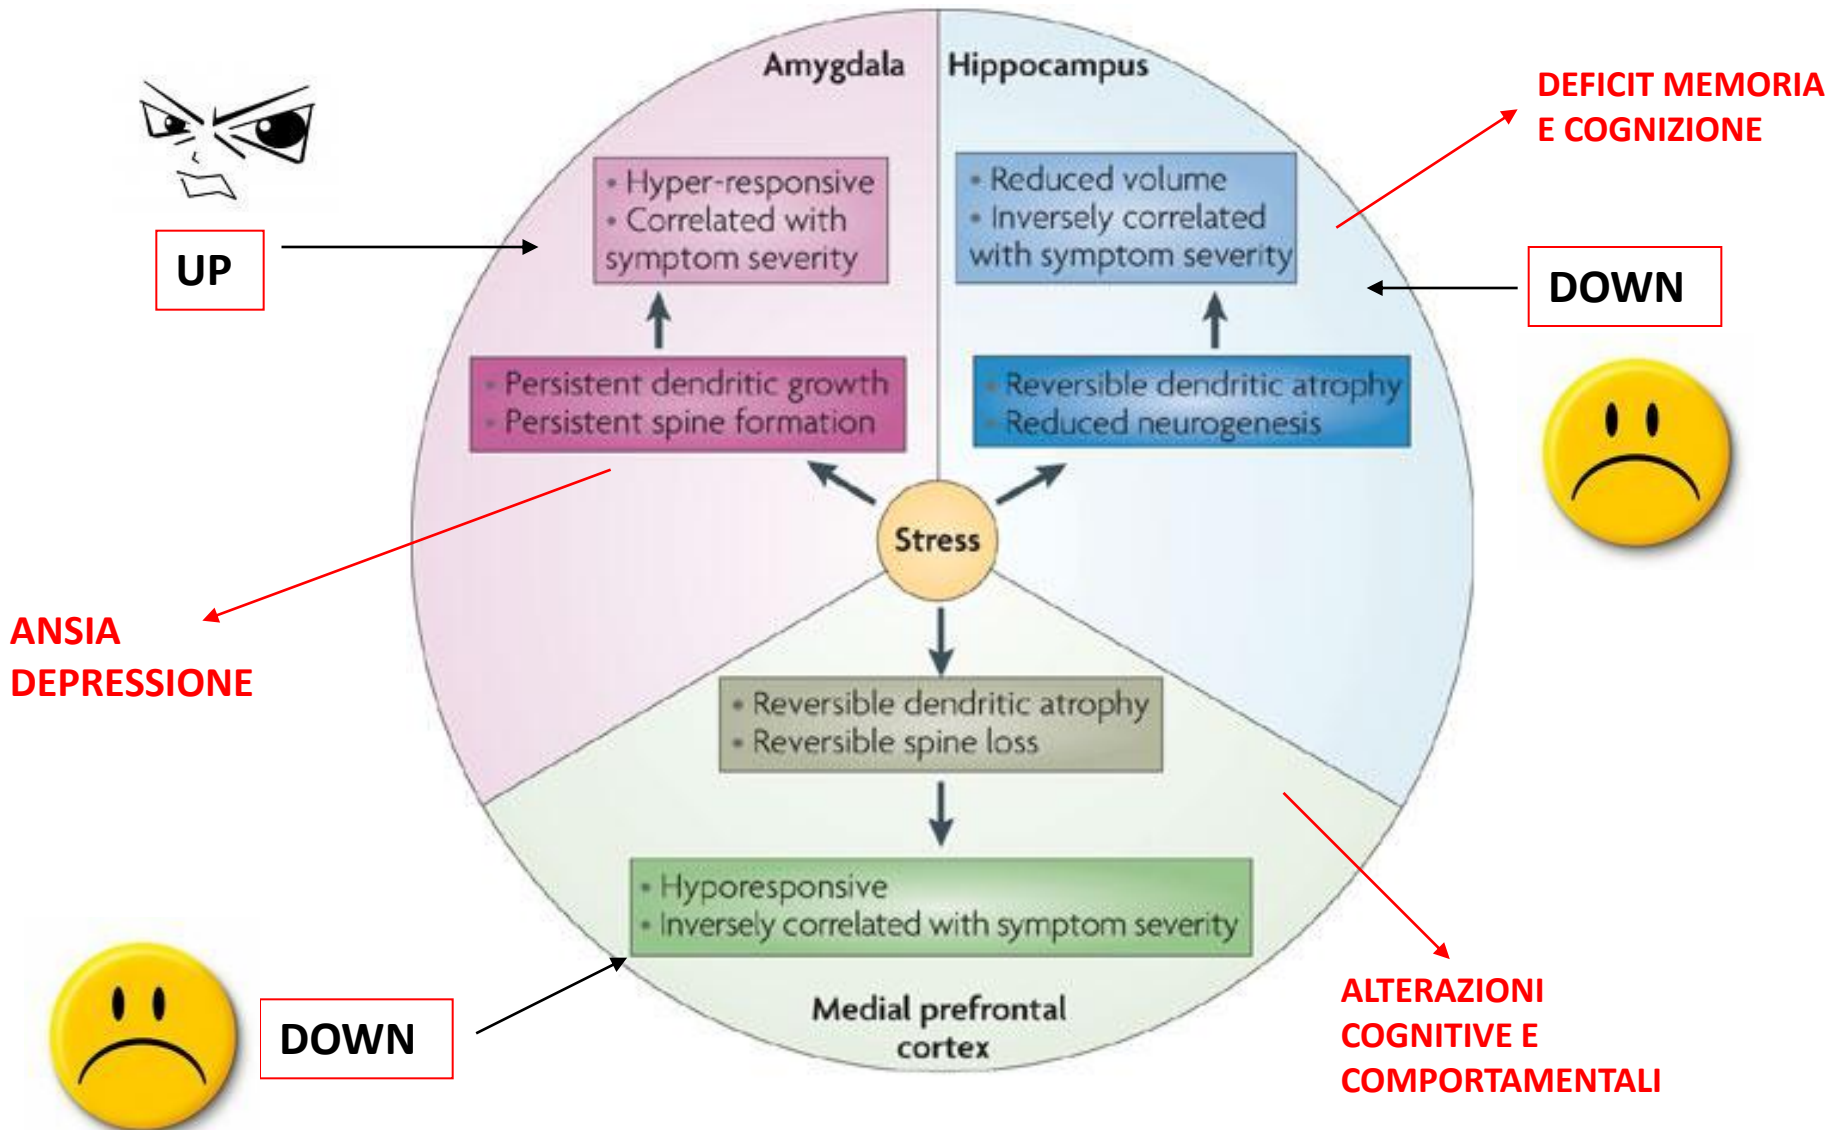 Amygdala
• Hyper-responsive
• Correlated with
symptom severity
• Persistent dendritic growth
• Persistent spine formation
UP
ANSIA
DEPRESSIONE
Hippocampus
• Reduced volume
• Inversely correlated
with symptom severity
• Reversible dendritic atrophy
• Reduced neurogenesis
DEFICIT MEMORIA
E COGNIZIONE
DOWN
Stress
• Reversible dendritic atrophy
• Reversible spine loss
• Hyporesponsive
• Inversely correlated with symptom severity
Medial prefrontal
cortex
DOWN
ALTERAZIONI
COGNITIVE E
COMPORTAMENTALI